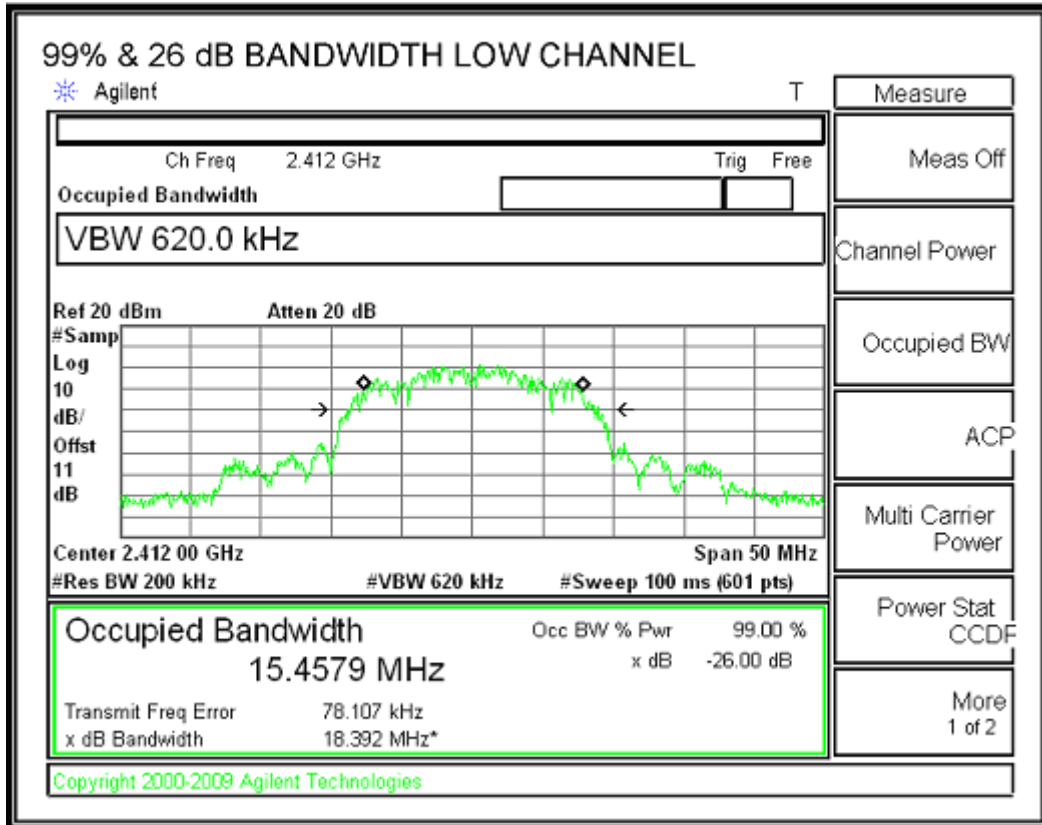 99% & 26 dB BANDWIDTH LOW CHANNEL
Agilent T
Ch Freq 2.412 GHz Trig Free
Occupied Bandwidth
VBW 620.0 kHz
Ref 20 dBm Atten 20 dB
#Samp
Log
10
dB/
Offst
11
dB
Center 2.412 00 GHz Span 50 MHz
#Res BW 200 kHz #VBW 620 kHz #Sweep 100 ms (601 pts)
Occupied Bandwidth Occ BW % Pwr 99.00 %
15.4579 MHz x dB -26.00 dB
Transmit Freq Error 78.107 kHz
x dB Bandwidth 18.392 MHz*
Copyright 2000-2009 Agilent Technologies
Measure
Meas Off
Channel Power
Occupied BW
ACP
Multi Carrier
Power
Power Stat
CCDF
More
1 of 2